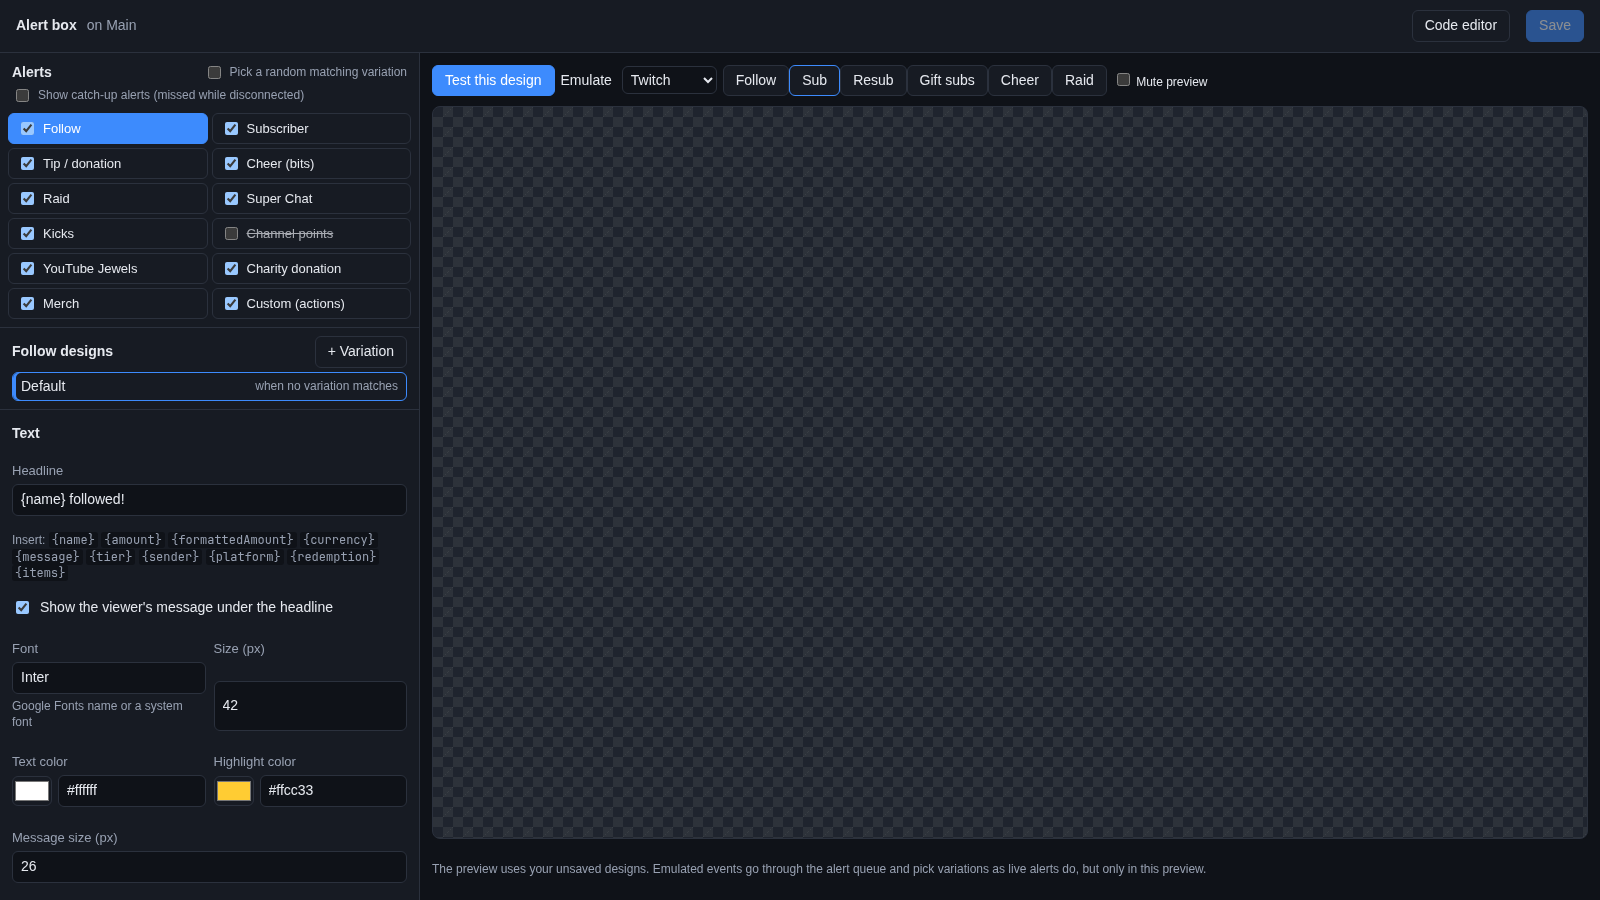 Alert box on Main
Code editor
Save
Alerts
Pick a random matching variation
Show catch-up alerts (missed while disconnected)
Follow
Subscriber
Tip / donation
Cheer (bits)
Raid
Super Chat
Kicks
Channel points
YouTube Jewels
Charity donation
Merch
Custom (actions)
Follow designs
+ Variation
Default
when no variation matches
Text
Headline
{name} followed!
Insert: {name} {amount} {formattedAmount} {currency}
{message} {tier} {sender} {platform} {redemption}
{items}
Show the viewer's message under the headline
Font
Size (px)
Inter
42
Google Fonts name or a system
font
Text color
Highlight color
#ffffff
#ffcc33
Message size (px)
26
Test this design
Emulate
Twitch
Follow
Sub
Resub
Gift subs
Cheer
Raid
Mute preview
The preview uses your unsaved designs. Emulated events go through the alert queue and pick variations as live alerts do, but only in this preview.